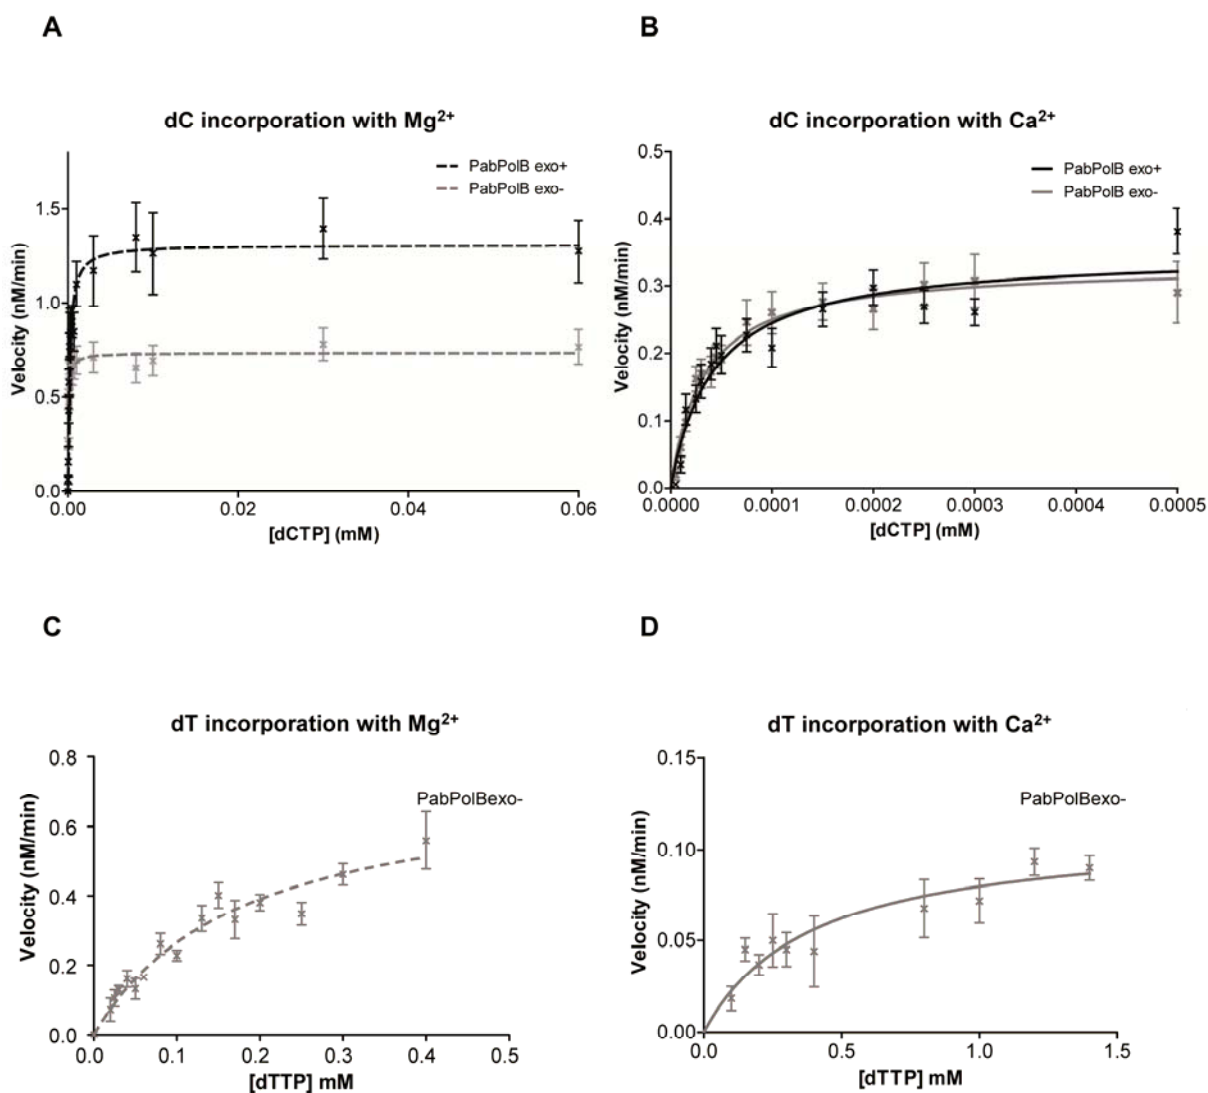 A
B
dC incorporation with Mg2+
dC incorporation with Ca2+
PabPolB exo+
PabPolB exo-
PabPolB exo+
PabPolB exo-
Velocity (nM/min)
1.5
1.0
0.5
0.0
0.00
0.02
0.04
0.06
[dCTP] (mM)
Velocity (nM/min)
0.5
0.4
0.3
0.2
0.1
0.0
0.0000
0.0001
0.0002
0.0003
0.0004
0.0005
[dCTP] (mM)
C
D
dT incorporation with Mg2+
dT incorporation with Ca2+
PabPolBexo-
PabPolBexo-
Velocity (nM/min)
0.8
0.6
0.4
0.2
0.0
0.0
0.1
0.2
0.3
0.4
0.5
[dTTP] mM
Velocity (nM/min)
0.15
0.10
0.05
0.00
0.0
0.5
1.0
1.5
[dTTP] mM